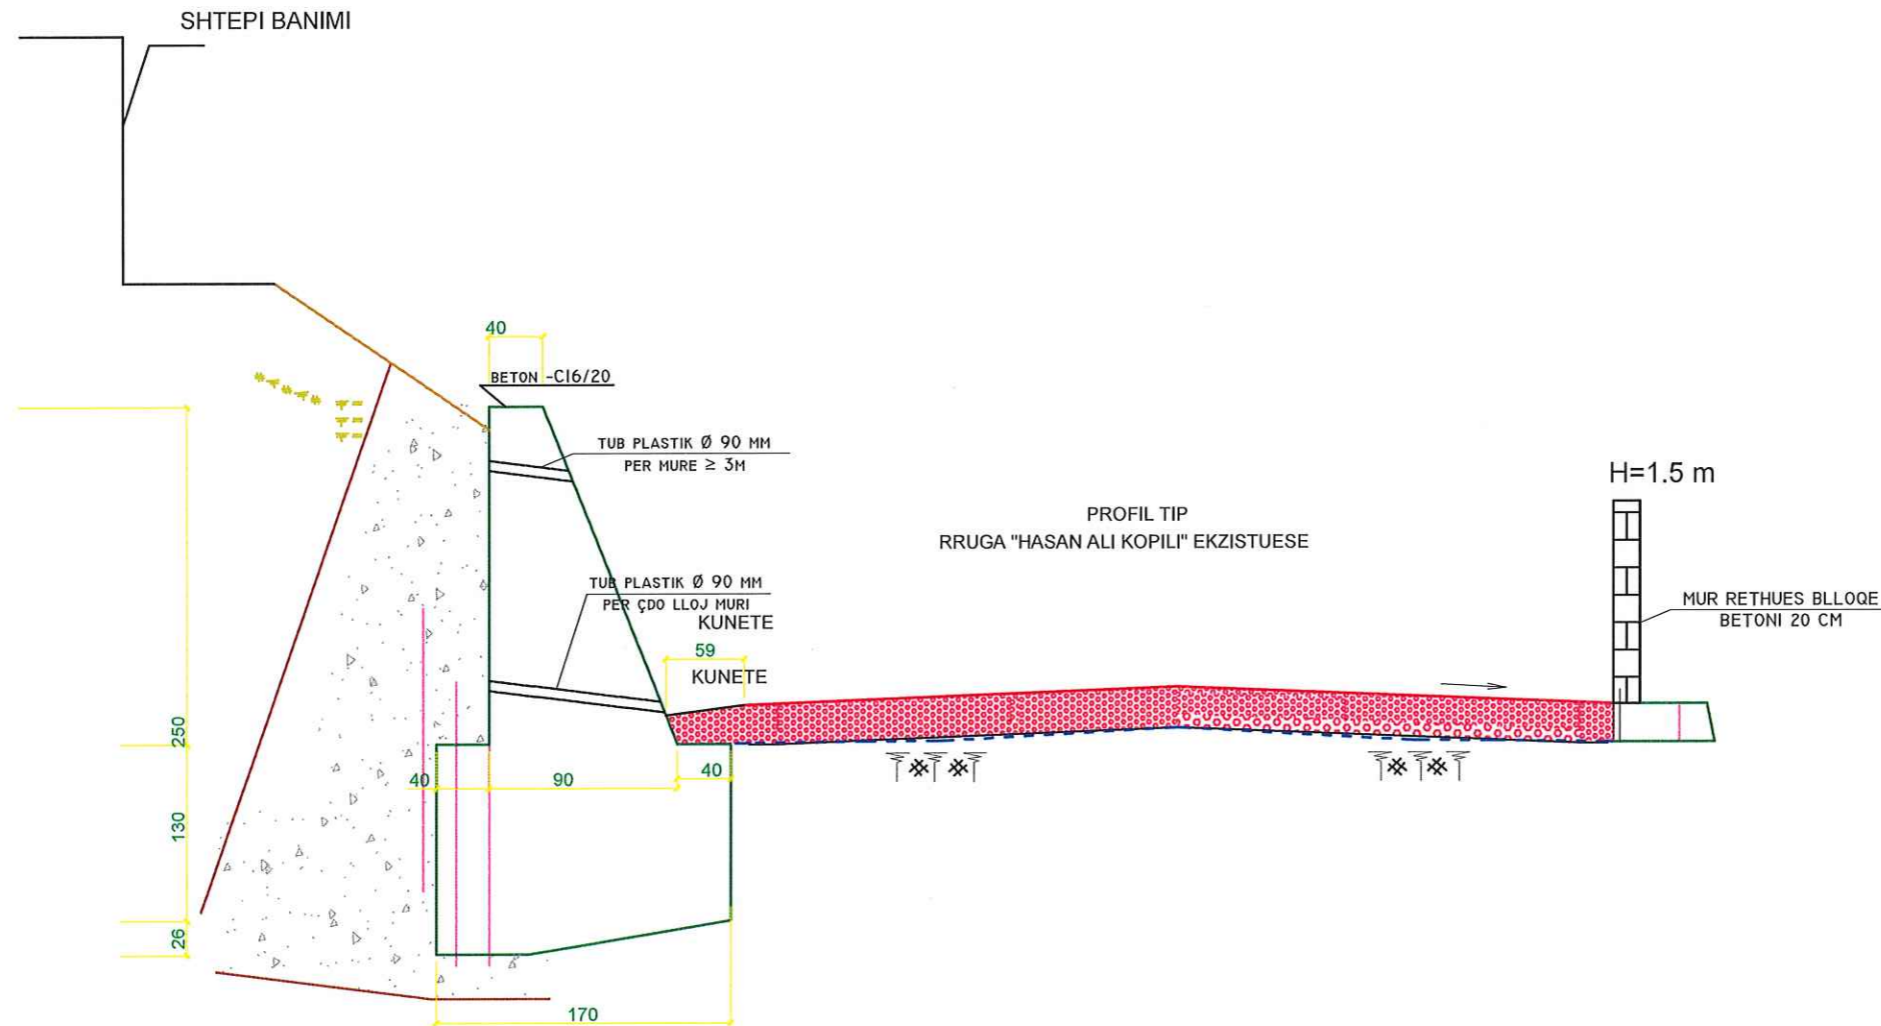 SHTEPI BANIMI
40
BETON -C16/20
TUB PLASTIK Ø 90 MM
PER MURE ≥ 3M
H=1.5 m
PROFIL TIP
RRUGA "HASAN ALI KOPILI" EKZISTUESE
TUB PLASTIK Ø 90 MM
PER ÇDO LLOJ MURI
KUNETE
59
KUNETE
MUR RETHUES BLLOQE
BETONI 20 CM
250
40
90
40
130
26
170